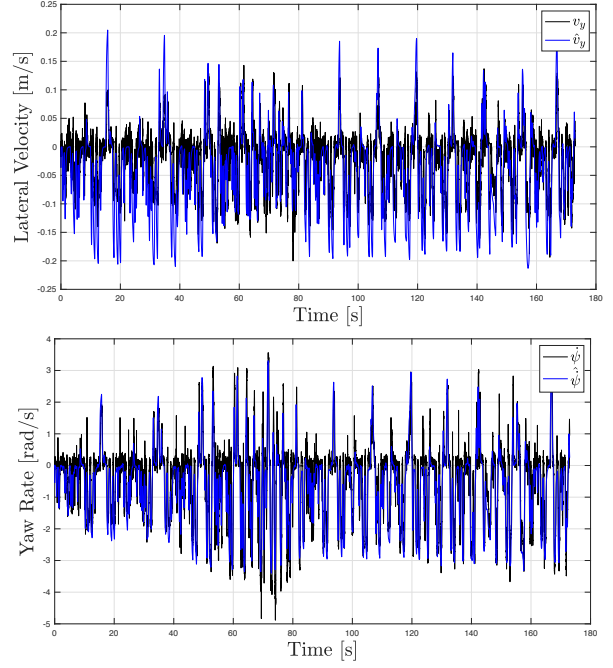 0.25
0.2
0.15
0.1
0.05
0
-0.05
-0.1
-0.15
-0.2
0.25
Lateral Velocity [m/s]
0 20 40 60 80 100 120 140 160 180
Time [s]
v_y
v̂_y
4
3
2
1
0
-1
-2
-3
-4
-5
Yaw Rate [rad/s]
0 20 40 60 80 100 120 140 160 180
Time [s]
ψ̇
ψ̇̂